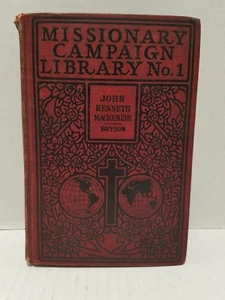 MISSIONARY
CAMPAIGN
LIBRARY No. 1
JOHN
KENNETH
MACKENZIE
BRYSON